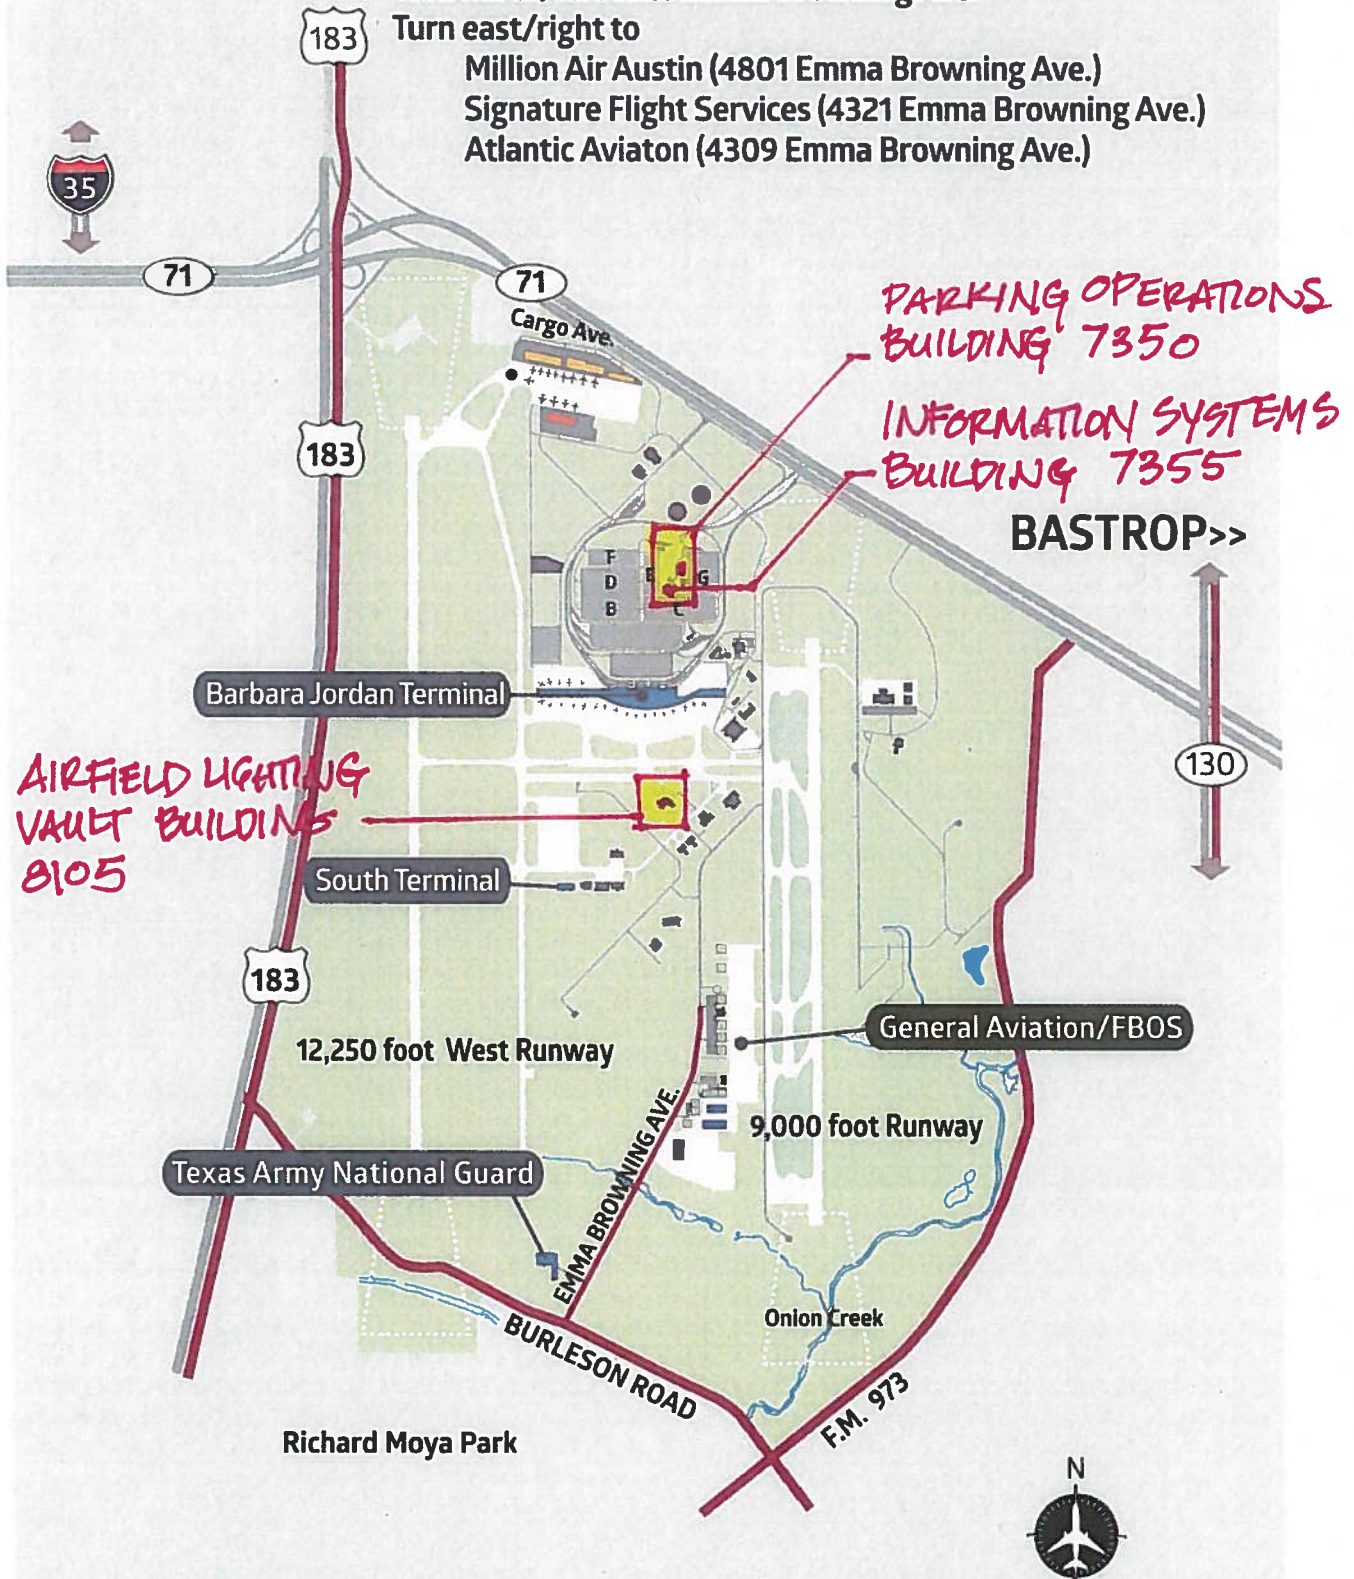 183
Turn east/right to
Million Air Austin (4801 Emma Browning Ave.)
Signature Flight Services (4321 Emma Browning Ave.)
Atlantic Aviaton (4309 Emma Browning Ave.)
35
71
71
Cargo Ave.
PARKING OPERATIONS
BUILDING 7350
INFORMATION SYSTEMS
BUILDING 7355
183
BASTROP>>
F
D
B
E
G
C
Barbara Jordan Terminal
130
AIRFIELD LIGHTING
VAULT BUILDING
8105
South Terminal
183
General Aviation/FBOS
12,250 foot West Runway
9,000 foot Runway
EMMA BROWNING AVE.
Texas Army National Guard
Onion Creek
BURLESON ROAD
F.M. 973
Richard Moya Park
N